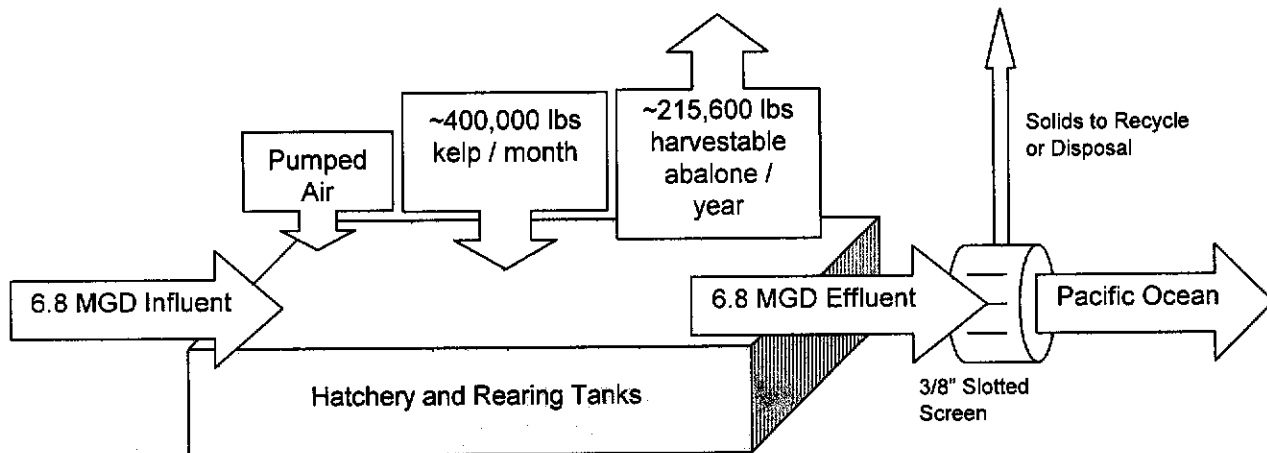 Pumped
Air
~400,000 lbs
kelp / month
~215,600 lbs
harvestable
abalone /
year
Solids to Recycle
or Disposal
6.8 MGD Influent
6.8 MGD Effluent
Pacific Ocean
Hatchery and Rearing Tanks
3/8" Slotted
Screen